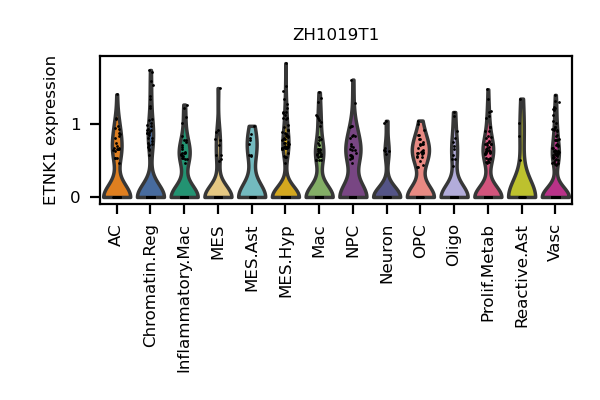 ZH1019T1
ETNK1 expression
1
0
AC
Chromatin.Reg
Inflammatory.Mac
MES
MES.Ast
MES.Hyp
Mac
NPC
Neuron
OPC
Oligo
Prolif.Metab
Reactive.Ast
Vasc